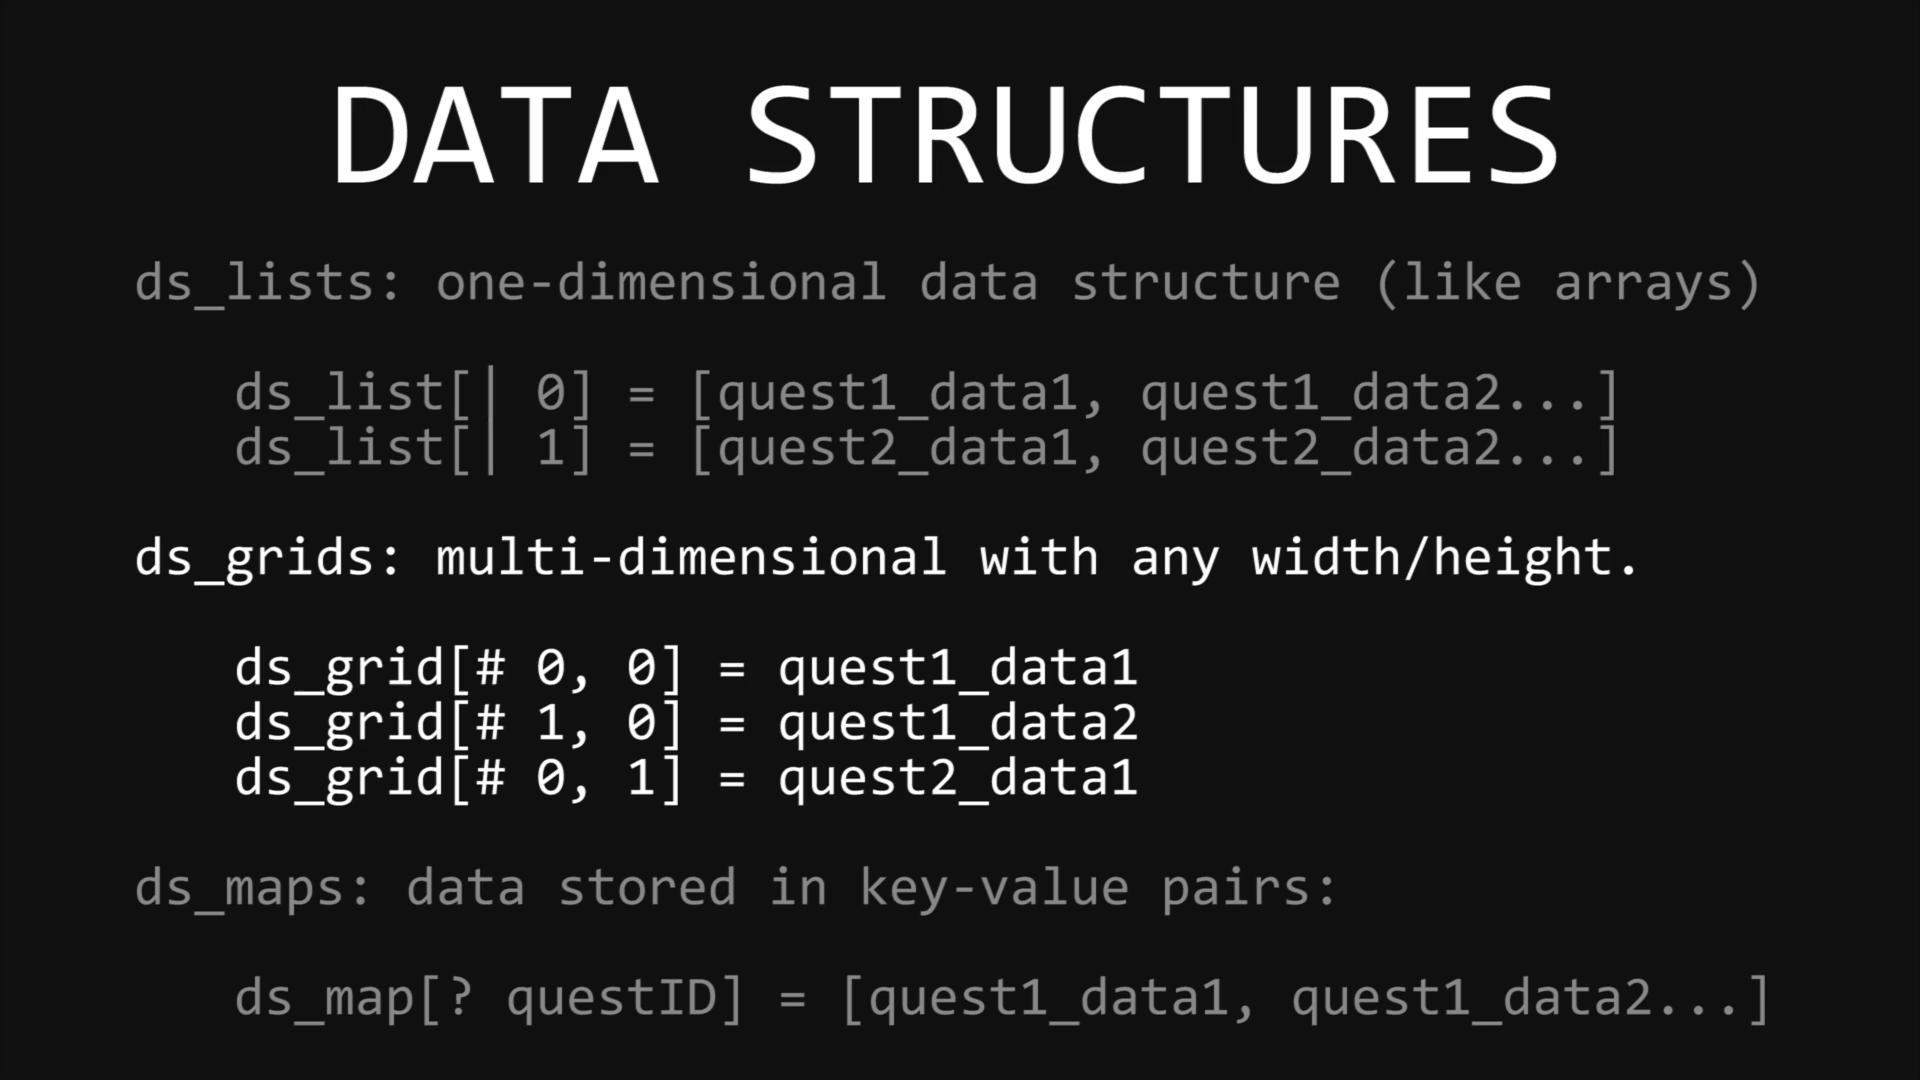 DATA STRUCTURES
ds_lists: one-dimensional data structure (like arrays)
ds_list[| 0] = [quest1_data1, quest1_data2...]
ds_list[| 1] = [quest2_data1, quest2_data2...]
ds_grids: multi-dimensional with any width/height.
ds_grid[# 0, 0] = quest1_data1
ds_grid[# 1, 0] = quest1_data2
ds_grid[# 0, 1] = quest2_data1
ds_maps: data stored in key-value pairs:
ds_map[? questID] = [quest1_data1, quest1_data2...]